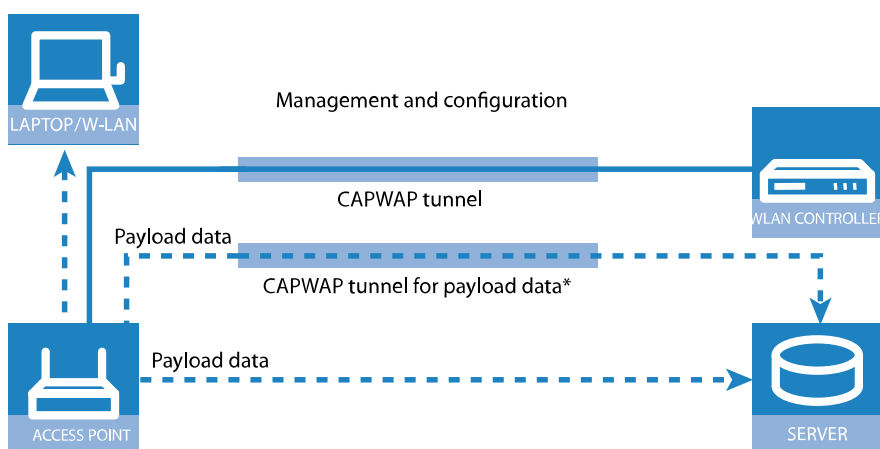 LAPTOP/W-LAN
Management and configuration
CAPWAP tunnel
WLAN CONTROLLER
Payload data
CAPWAP tunnel for payload data*
Payload data
ACCESS POINT
SERVER